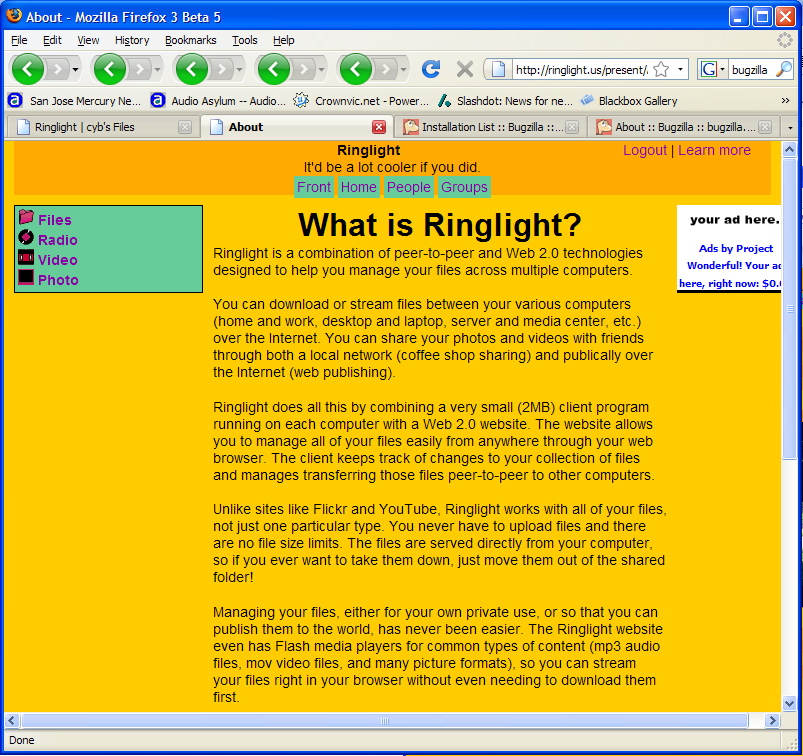 About - Mozilla Firefox 3 Beta 5
File Edit View History Bookmarks Tools Help
http://ringlight.us/present/ G bugzilla
San Jose Mercury Ne... Audio Asylum -- Audio... Crownvic.net - Power... Slashdot: News for ne... Blackbox Gallery »
Ringlight | cyb's Files About Installation List :: Bugzilla ::... About :: Bugzilla :: bugzilla....
Ringlight Logout | Learn more
It'd be a lot cooler if you did.
Front Home People Groups
Files
Radio
Video
Photo
What is Ringlight?
Ringlight is a combination of peer-to-peer and Web 2.0 technologies
designed to help you manage your files across multiple computers.
You can download or stream files between your various computers
(home and work, desktop and laptop, server and media center, etc.)
over the Internet. You can share your photos and videos with friends
through both a local network (coffee shop sharing) and publically over
the Internet (web publishing).
Ringlight does all this by combining a very small (2MB) client program
running on each computer with a Web 2.0 website. The website allows
you to manage all of your files easily from anywhere through your web
browser. The client keeps track of changes to your collection of files
and manages transferring those files peer-to-peer to other computers.
Unlike sites like Flickr and YouTube, Ringlight works with all of your files,
not just one particular type. You never have to upload files and there
are no file size limits. The files are served directly from your computer,
so if you ever want to take them down, just move them out of the shared
folder!
Managing your files, either for your own private use, or so that you can
publish them to the world, has never been easier. The Ringlight website
even has Flash media players for common types of content (mp3 audio
files, mov video files, and many picture formats), so you can stream
your files right in your browser without even needing to download them
first.
your ad here.
Ads by Project
Wonderful! Your ad
here, right now: $0.
Done